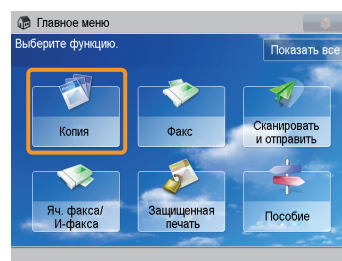 Главное меню
Выберите функцию.
Показать все
Копия
Факс
Сканировать
и отправить
Яч. факса/
И-факса
Защищенная
печать
Пособие